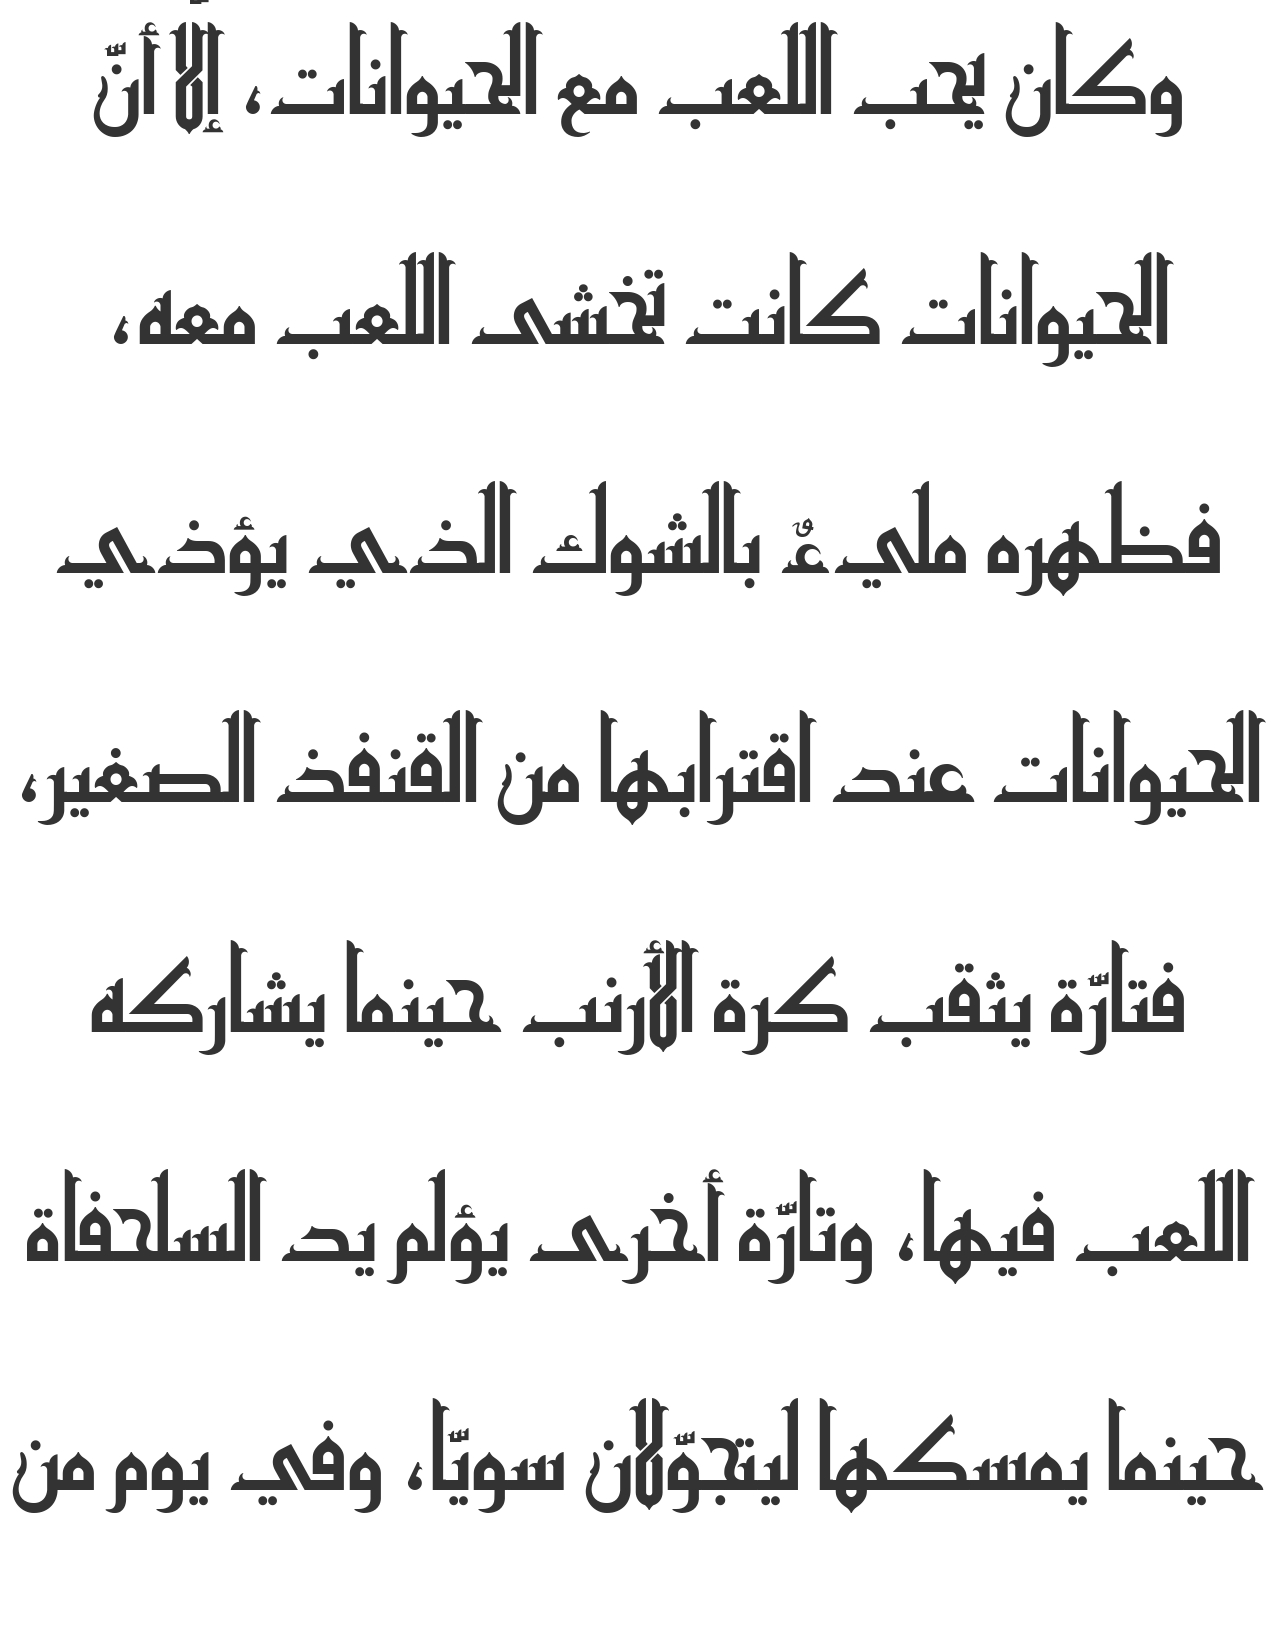 وكان يحب اللعب مع الحيوانات، إلّا أنّ
الحيوانات كانت تخشى اللعب معه،
فظهره مليءٌ بالشوك الذي يؤذي
الحيوانات عند اقترابها من القنفذ الصغير،
فتارّة يثقب كرة الأرنب حينما يشاركه
اللعب فيها، وتارّة أخرى يؤلم يد السلحفاة
حينما يمسكها ليتجوّلان سويّا، وفي يوم من